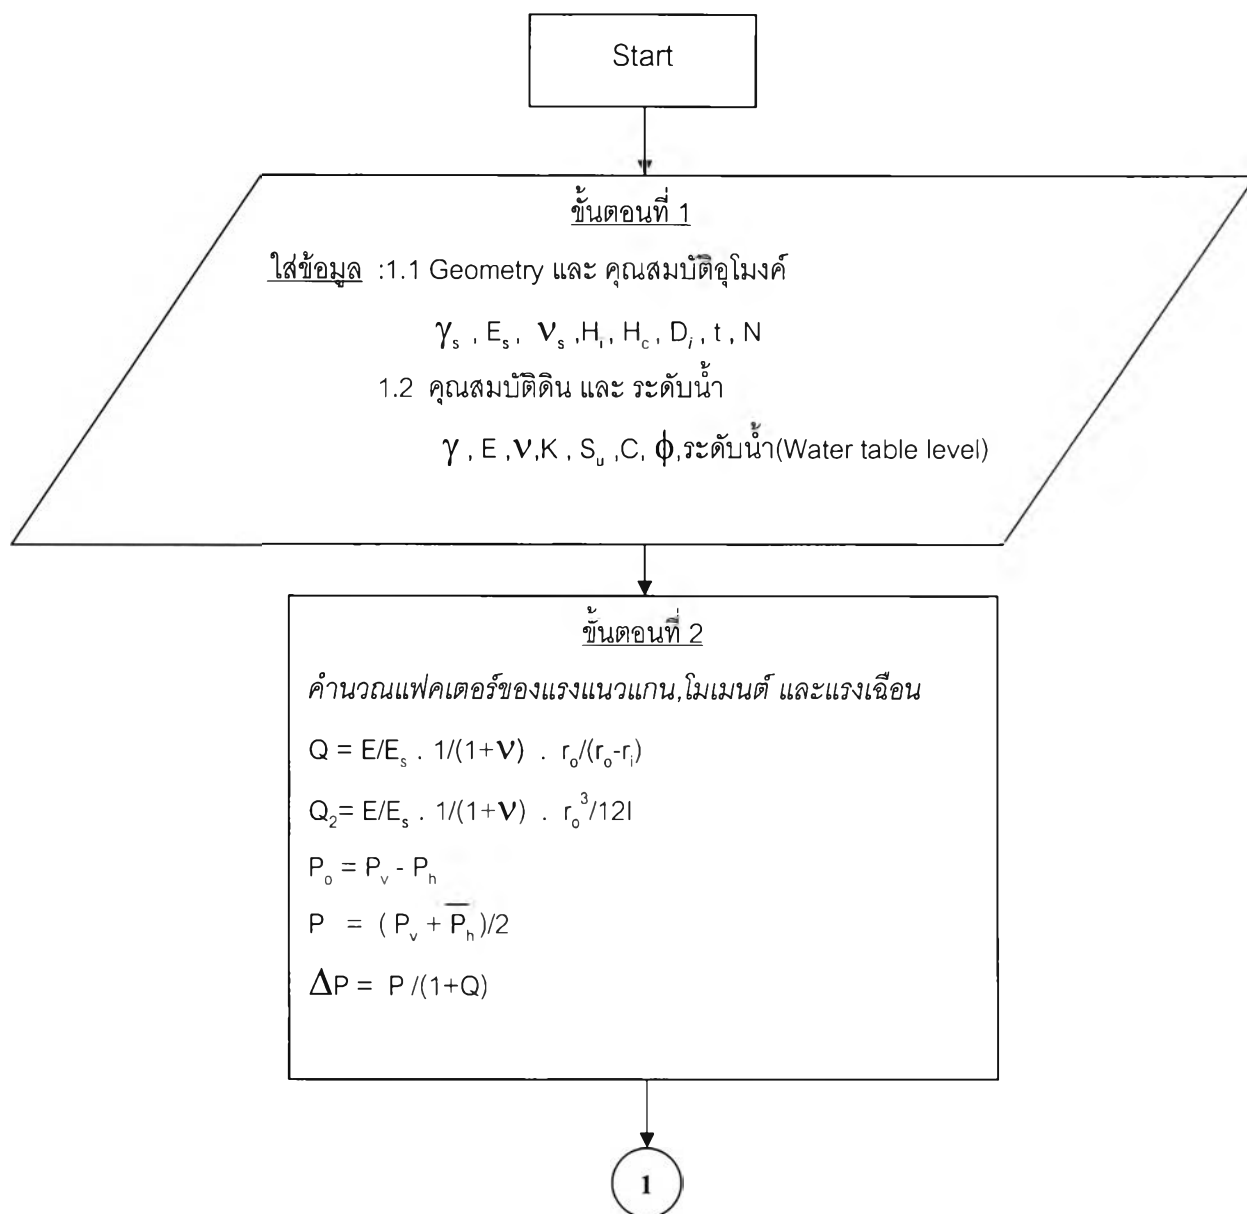 Start
ขั้นตอนที่ 1
ใส่ข้อมูล :1.1 Geometry และ คุณสมบัติอุโมงค์
γs , Es, νs ,Hi, Hc, Di, t, N
1.2 คุณสมบัติดิน และ ระดับน้ำ
γ, E ,ν,K, Su ,C, ϕ,ระดับน้ำ(Water table level)
ขั้นตอนที่ 2
คำนวณแฟคเตอร์ของแรงแนวแกน,โมเมนต์ และแรงเฉือน
Q = E/Es . 1/(1+ν) . ro/(ro-ri)
Q2= E/Es . 1/(1+ν) . ro³/12I
Po = Pv - Ph
P = (Pv + P̅h)/2
ΔP = P/(1+Q)
1